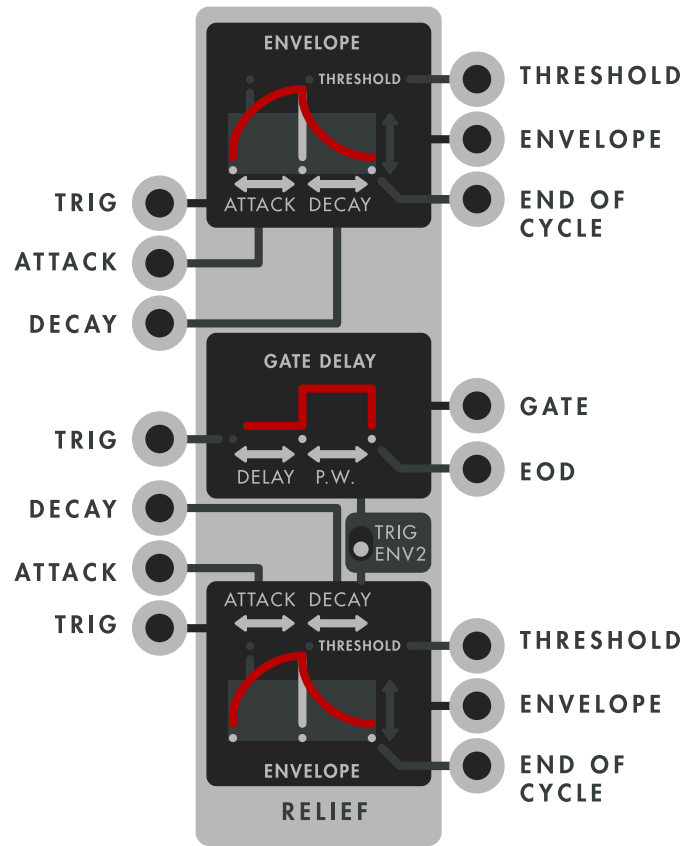 ENVELOPE
THRESHOLD
THRESHOLD
ENVELOPE
TRIG
ATTACK DECAY
END OF
CYCLE
ATTACK
DECAY
GATE DELAY
GATE
TRIG
DELAY P.W.
EOD
DECAY
TRIG
ENV2
ATTACK
ATTACK DECAY
TRIG
THRESHOLD
THRESHOLD
ENVELOPE
ENVELOPE
END OF
CYCLE
RELIEF